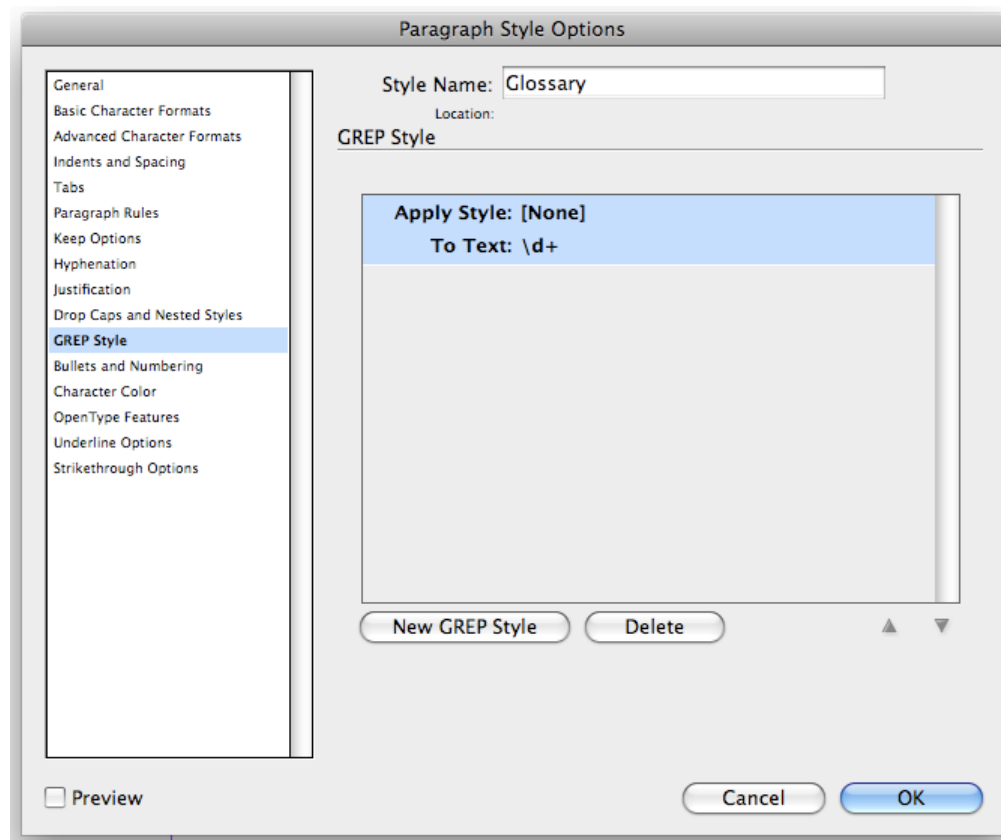 Paragraph Style Options
General
Basic Character Formats
Advanced Character Formats
Indents and Spacing
Tabs
Paragraph Rules
Keep Options
Hyphenation
Justification
Drop Caps and Nested Styles
GREP Style
Bullets and Numbering
Character Color
OpenType Features
Underline Options
Strikethrough Options
Style Name: Glossary
Location:
GREP Style
Apply Style: [None]
To Text: \d+
New GREP Style Delete
Preview
Cancel OK